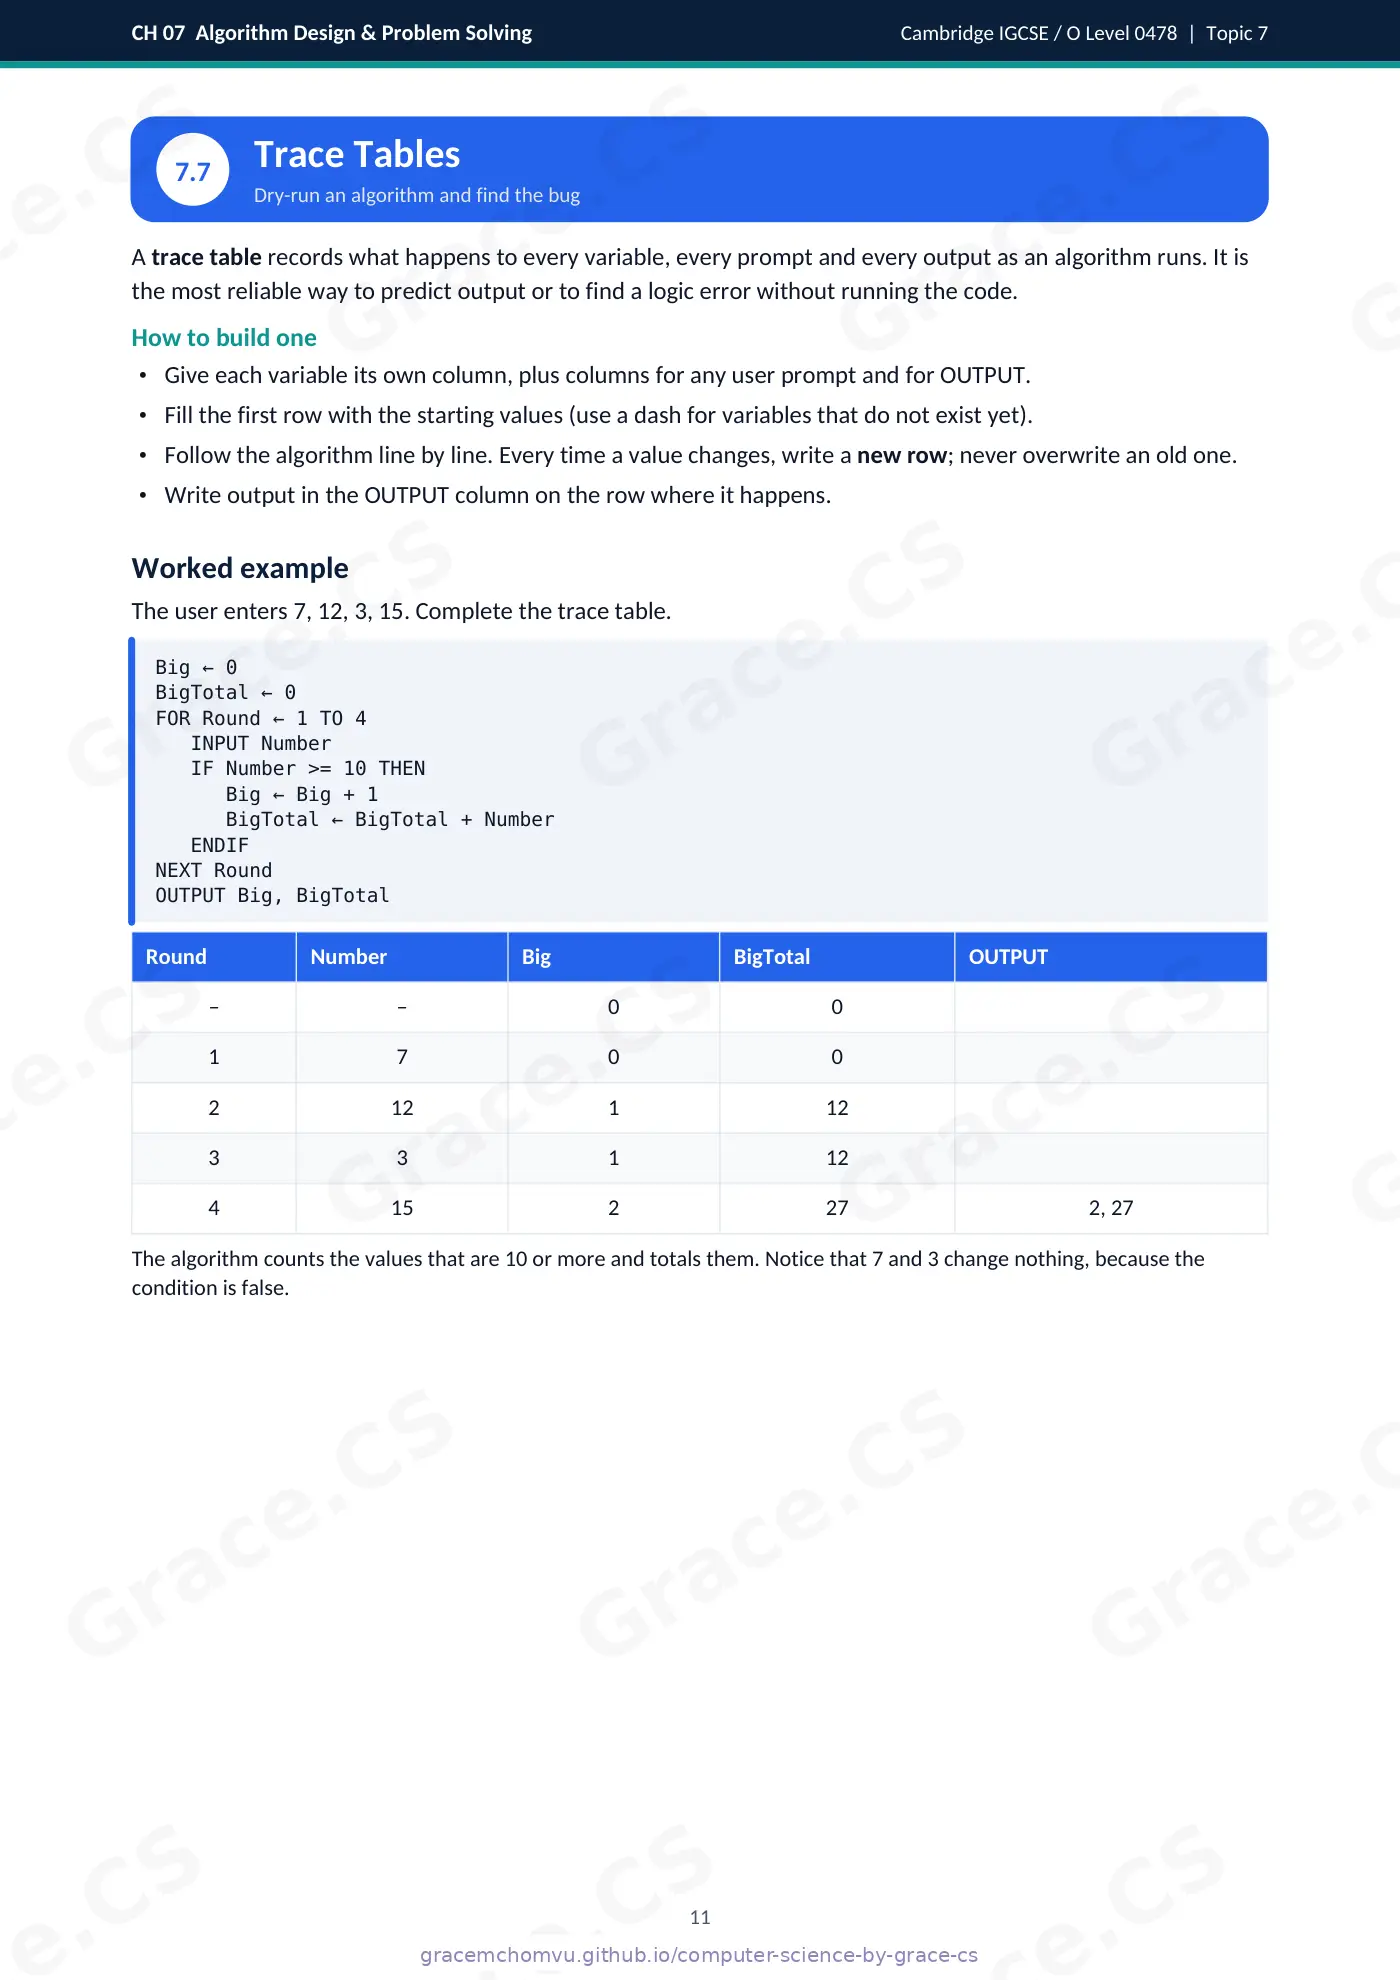 CH 07 Algorithm Design & Problem Solving
Cambridge IGCSE / O Level 0478 | Topic 7
7.7
Trace Tables
Dry-run an algorithm and find the bug
A trace table records what happens to every variable, every prompt and every output as an algorithm runs. It is
the most reliable way to predict output or to find a logic error without running the code.
How to build one
• Give each variable its own column, plus columns for any user prompt and for OUTPUT.
• Fill the first row with the starting values (use a dash for variables that do not exist yet).
• Follow the algorithm line by line. Every time a value changes, write a new row; never overwrite an old one.
• Write output in the OUTPUT column on the row where it happens.
Worked example
The user enters 7, 12, 3, 15. Complete the trace table.
Big ← 0
BigTotal ← 0
FOR Round ← 1 TO 4
   INPUT Number
   IF Number >= 10 THEN
      Big ← Big + 1
      BigTotal ← BigTotal + Number
   ENDIF
NEXT Round
OUTPUT Big, BigTotal
Round Number Big BigTotal OUTPUT
– – 0 0
1 7 0 0
2 12 1 12
3 3 1 12
4 15 2 27 2, 27
The algorithm counts the values that are 10 or more and totals them. Notice that 7 and 3 change nothing, because the
condition is false.
11
gracemchomvu.github.io/computer-science-by-grace-cs
Grace.CS